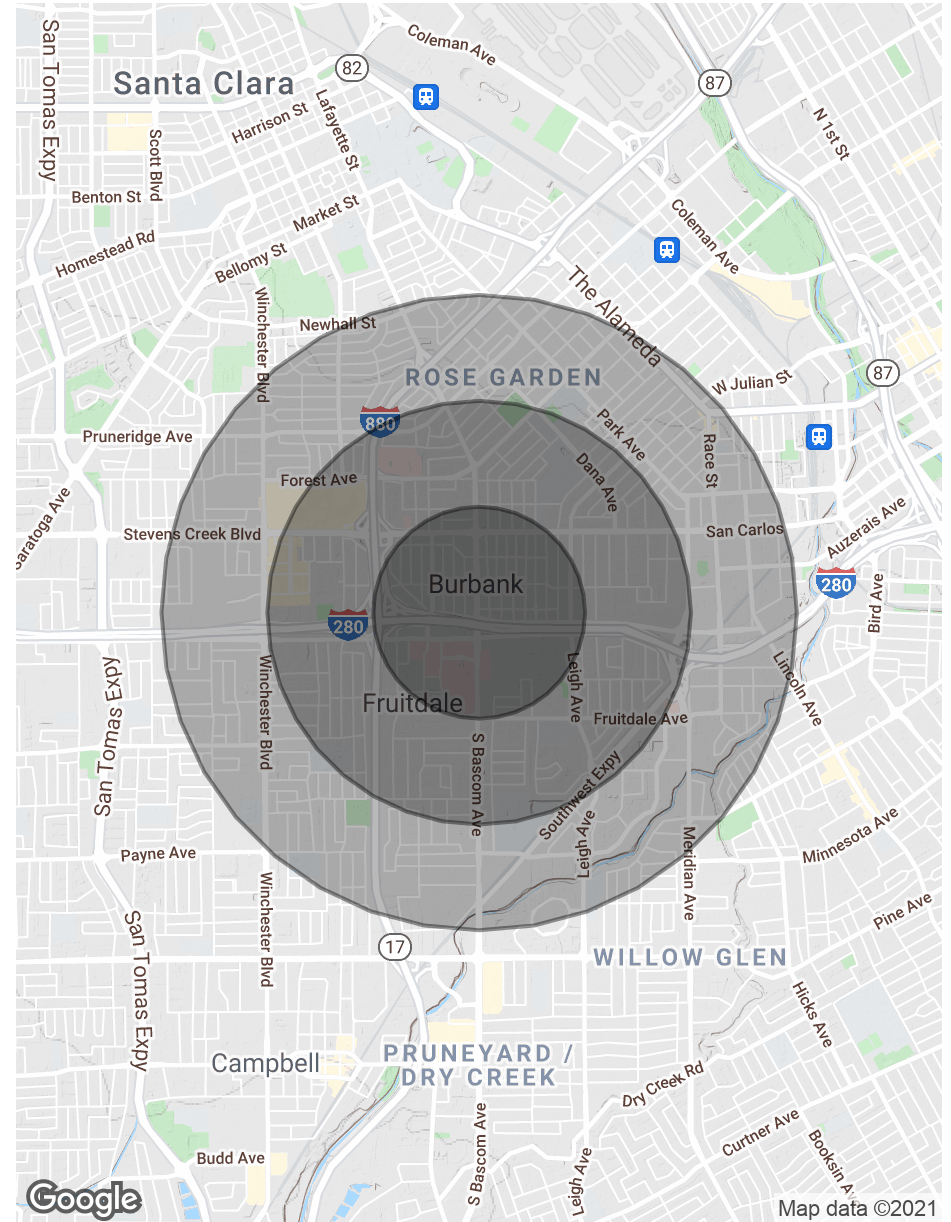 San Tomas Expy
Coleman Ave
82
Santa Clara
87
Lafayette St
Harrison St
N 1st St
Scott Blvd
Benton St
Market St
Coleman Ave
Homestead Rd
Bellomy St
The Alameda
Winchester Blvd
Newhall St
ROSE GARDEN
W Julian St
87
880
Park Ave
Pruneridge Ave
Race St
Dana Ave
Forest Ave
Saratoga Ave
Stevens Creek Blvd
San Carlos
Auzerais Ave
Burbank
280
Bird Ave
280
Leigh Ave
Lincoln Ave
San Tomas Expy
Winchester Blvd
Fruitdale
Fruitdale Ave
S Bascom Ave
Southwest Expy
Leigh Ave
Meridian Ave
Minnesota Ave
Payne Ave
Winchester Blvd
Pine Ave
San Tomas Expy
17
WILLOW GLEN
Hicks Ave
Campbell
PRUNEYARD /
DRY CREEK
Dry Creek Rd
S Bascom Ave
Curtner Ave
Leigh Ave
Booksin Av
Budd Ave
Google
Map data ©2021